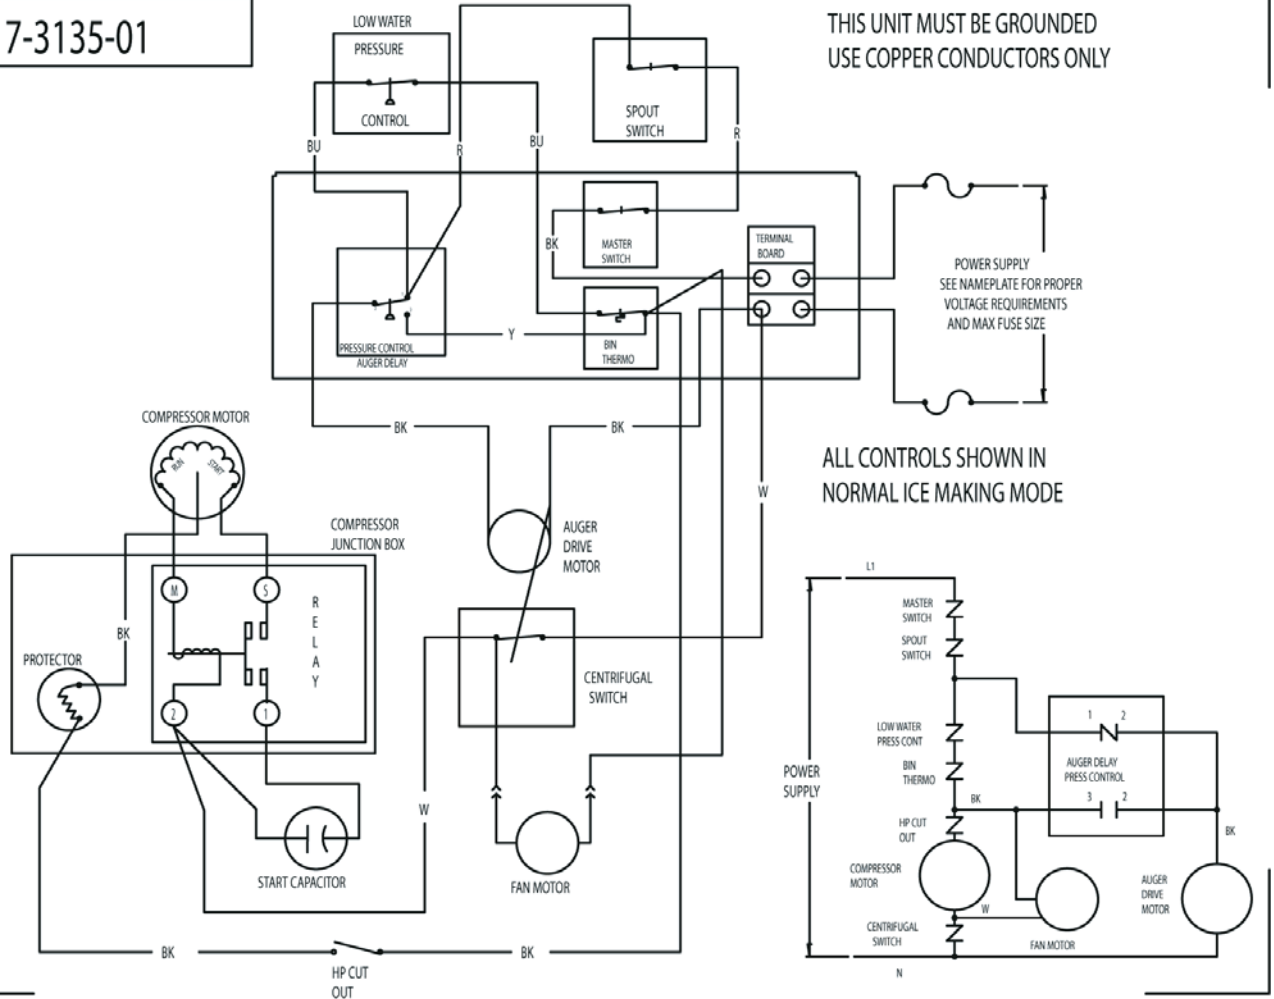 7-3135-01
THIS UNIT MUST BE GROUNDED
USE COPPER CONDUCTORS ONLY
LOW WATER
PRESSURE
CONTROL
SPOUT
SWITCH
BU
R
BU
R
MASTER
SWITCH
BK
TERMINAL
BOARD
POWER SUPPLY
SEE NAMEPLATE FOR PROPER
VOLTAGE REQUIREMENTS
AND MAX FUSE SIZE
Y
BIN
THERMO
PRESSURE CONTROL
AUGER DELAY
COMPRESSOR MOTOR
BK
BK
RUN
START
ALL CONTROLS SHOWN IN
NORMAL ICE MAKING MODE
W
COMPRESSOR
JUNCTION BOX
AUGER
DRIVE
MOTOR
M
S
RELAY
BK
PROTECTOR
2
1
CENTRIFUGAL
SWITCH
W
START CAPACITOR
FAN MOTOR
BK
BK
HP CUT
OUT
L1
MASTER
SWITCH
SPOUT
SWITCH
LOW WATER
PRESS CONT
BIN
THERMO
1 2
AUGER DELAY
PRESS CONTROL
3 2
POWER
SUPPLY
BK
HP CUT
OUT
BK
COMPRESSOR
MOTOR
AUGER
DRIVE
MOTOR
W
CENTRIFUGAL
SWITCH
FAN MOTOR
N